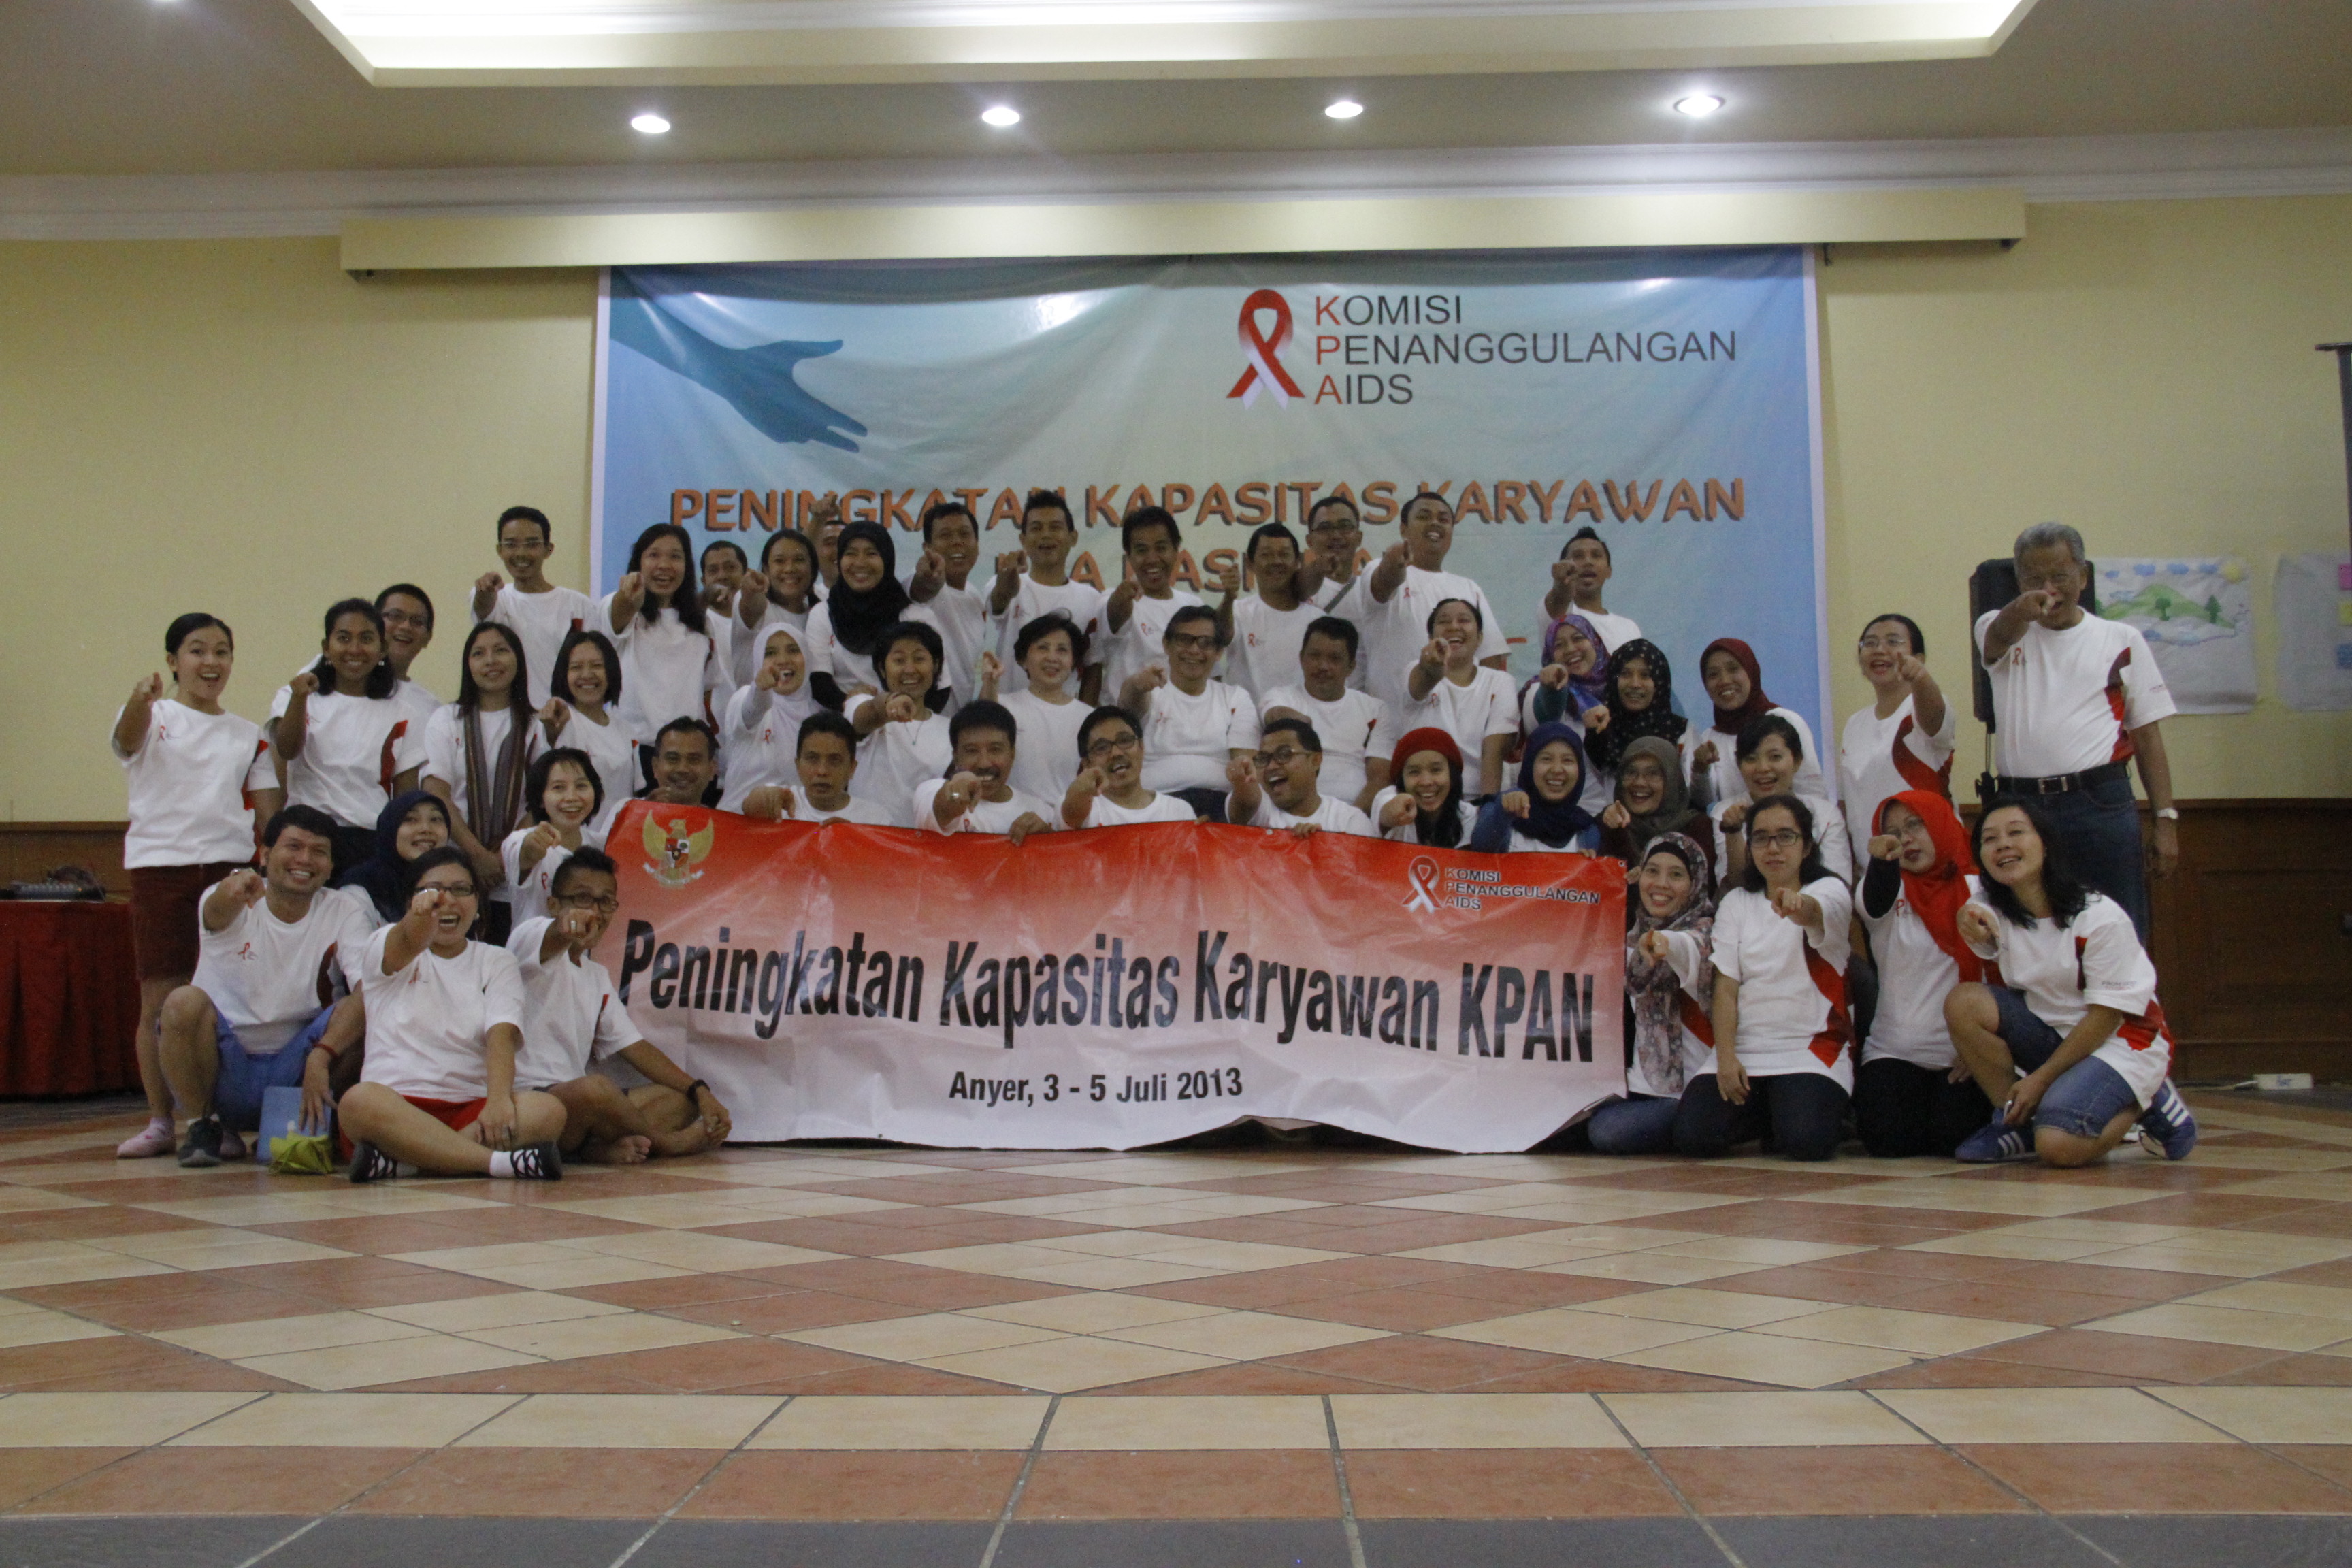 KOMISI
PENANGGULANGAN
AIDS
PENINGKATAN KAPASITAS KARYAWAN
KOMISI
PENANGGULANGAN
AIDS
Peningkatan Kapasitas Karyawan KPAN
Anyer, 3 - 5 Juli 2013